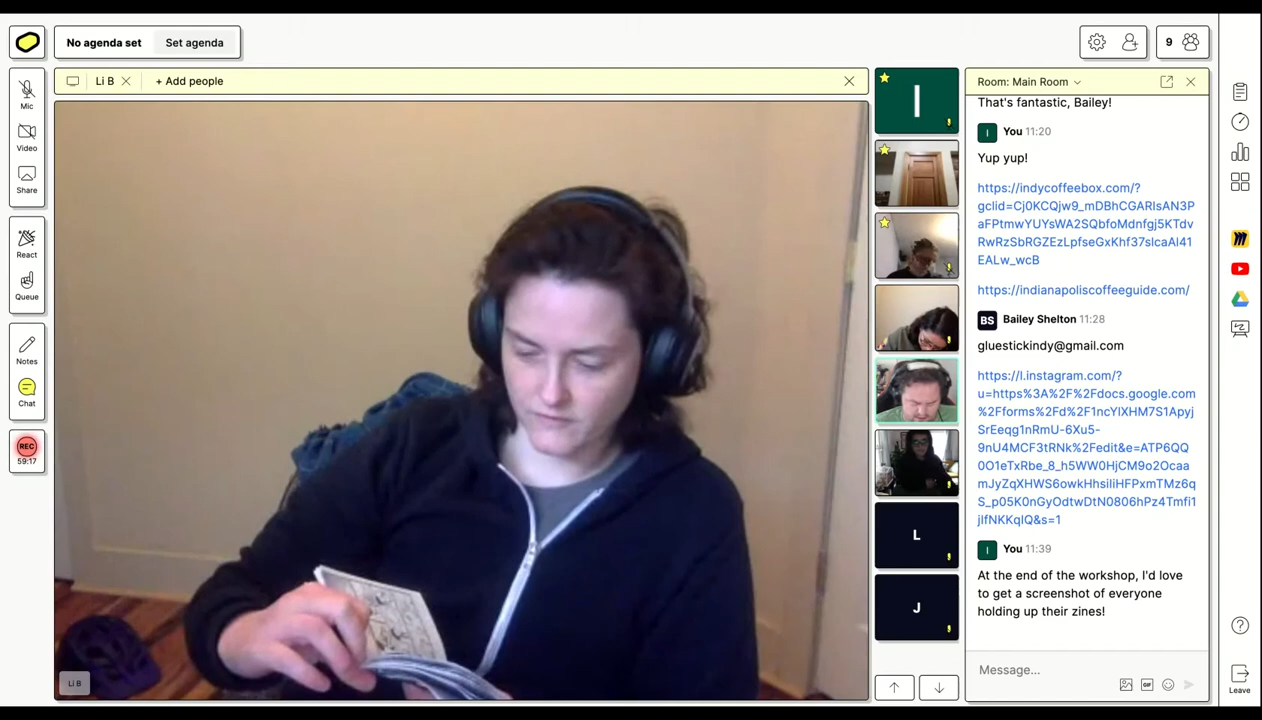 No agenda set
Set agenda
9
Mic
Video
Share
React
Queue
Notes
Chat
REC
59:17
Li B
+ Add people
Li B
I
L
J
Room: Main Room
That's fantastic, Bailey!
I
You 11:20
Yup yup!
https://indycoffeebox.com/?
gclid=Cj0KCQjw9_mDBhCGARIsAN3P
aFPtmwYUYsWA2SQbfoMdnfgj5KTdv
RwRzSbRGZEzLpfseGxKhf37slcaAl41
EALw_wcB
https://indianapoliscoffeeguide.com/
BS Bailey Shelton 11:28
gluestickindy@gmail.com
https://l.instagram.com/?
u=https%3A%2F%2Fdocs.google.com
%2Fforms%2Fd%2F1ncYlXHM7S1Apyj
SrEeqg1nRmU-6Xu5-
9nU4MCF3tRNk%2Fedit&e=ATP6QQ
0O1eTxRbe_8_h5WW0HjCM9o2Ocaa
mJyZqXHWS6owkHhsiliHFPxmTMz6q
S_p05K0nGyOdtwDtN0806hPz4Tmfi1
jIfNKKqIQ&s=1
I
You 11:39
At the end of the workshop, I'd love
to get a screenshot of everyone
holding up their zines!
Message...
GIF
Leave